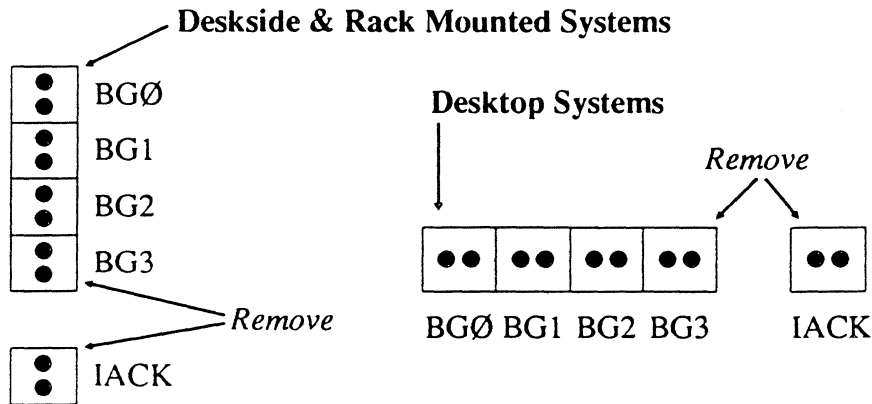 Deskside & Rack Mounted Systems
BGØ
BG1
BG2
BG3
Remove
IACK
Desktop Systems
Remove
BGØ BG1 BG2 BG3 IACK